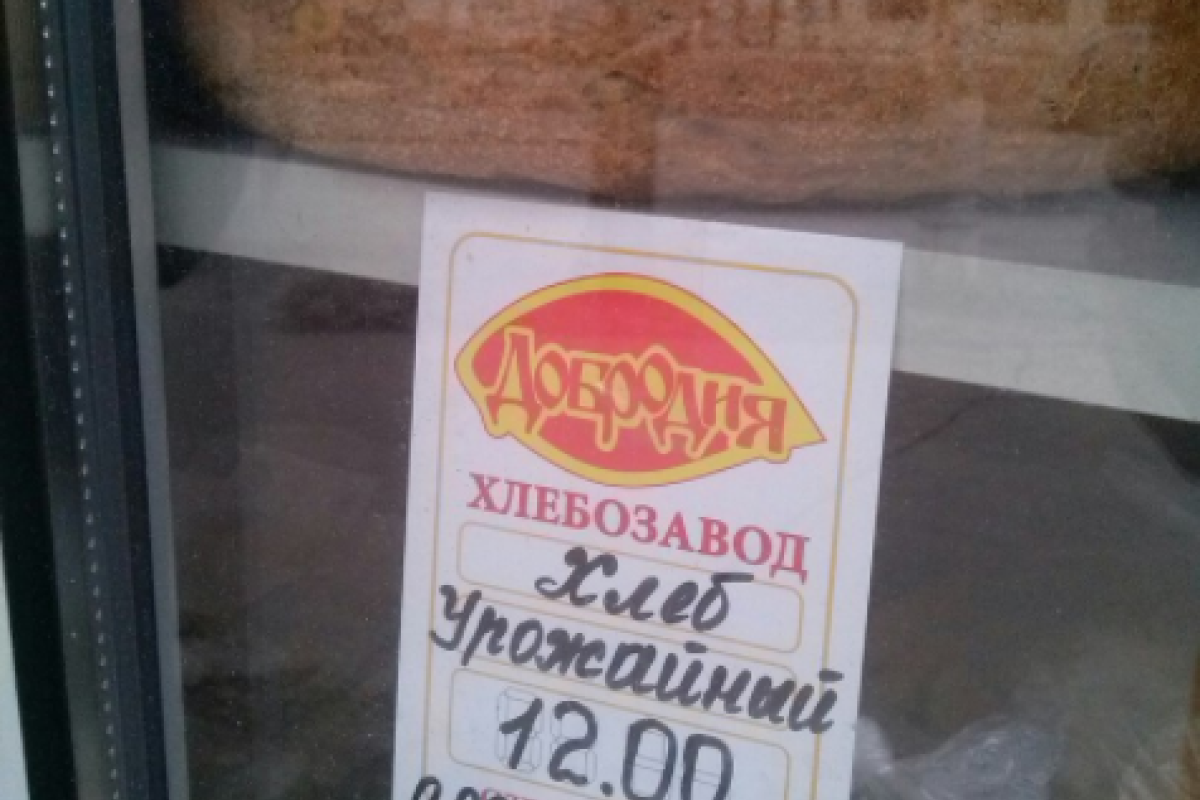 Добродия
ХЛЕБОЗАВОД
Хлеб
Урожайный
12.00